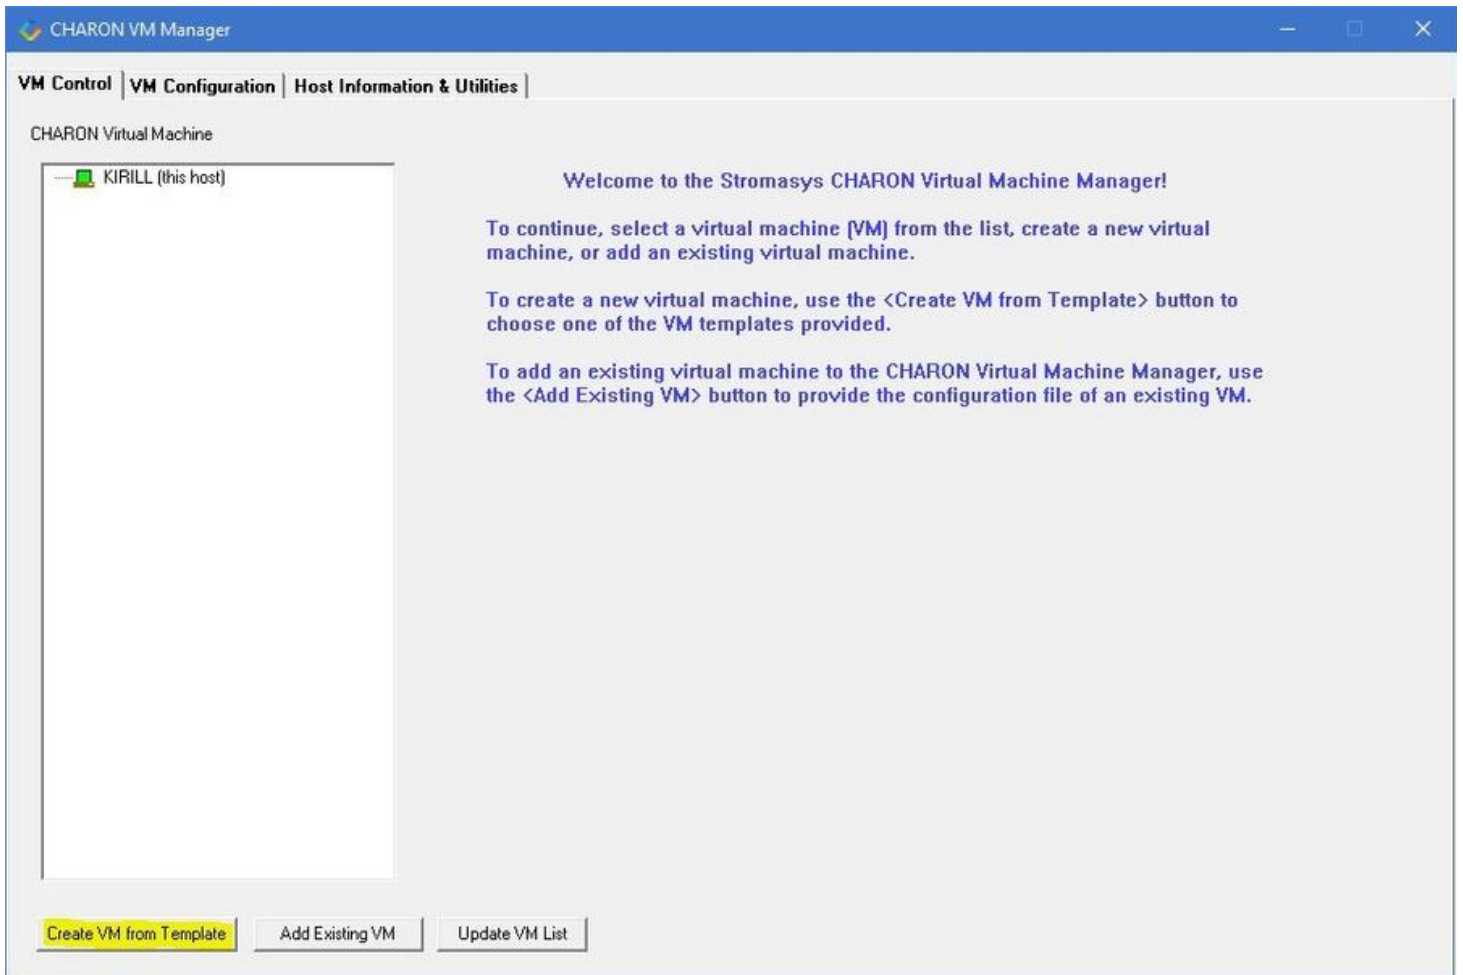 CHARON VM Manager
VM Control
VM Configuration
Host Information & Utilities
CHARON Virtual Machine
KIRILL (this host)
Welcome to the Stromasys CHARON Virtual Machine Manager!
To continue, select a virtual machine (VM) from the list, create a new virtual
machine, or add an existing virtual machine.
To create a new virtual machine, use the <Create VM from Template> button to
choose one of the VM templates provided.
To add an existing virtual machine to the CHARON Virtual Machine Manager, use
the <Add Existing VM> button to provide the configuration file of an existing VM.
Create VM from Template
Add Existing VM
Update VM List